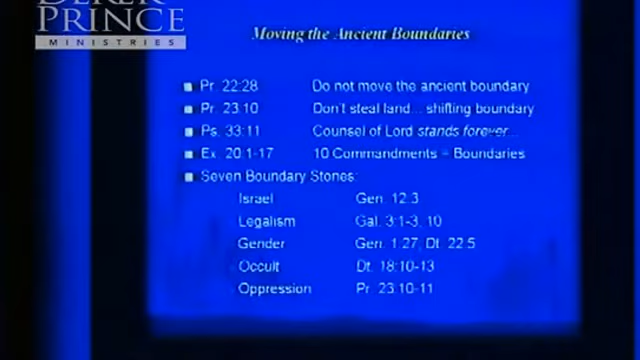 DEREK
PRINCE
MINISTRIES
Moving the Ancient Boundaries
Pr. 22:28 Do not move the ancient boundary
Pr. 23:10 Don't steal land... shifting boundary
Ps. 33:11 Counsel of Lord stands forever...
Ex. 20:1-17 10 Commandments = Boundaries
Seven Boundary Stones:
Israel Gen. 12:3
Legalism Gal. 3:1-3, 10
Gender Gen. 1:27, Dt. 22:5
Occult Dt. 18:10-13
Oppression Pr. 23:10-11